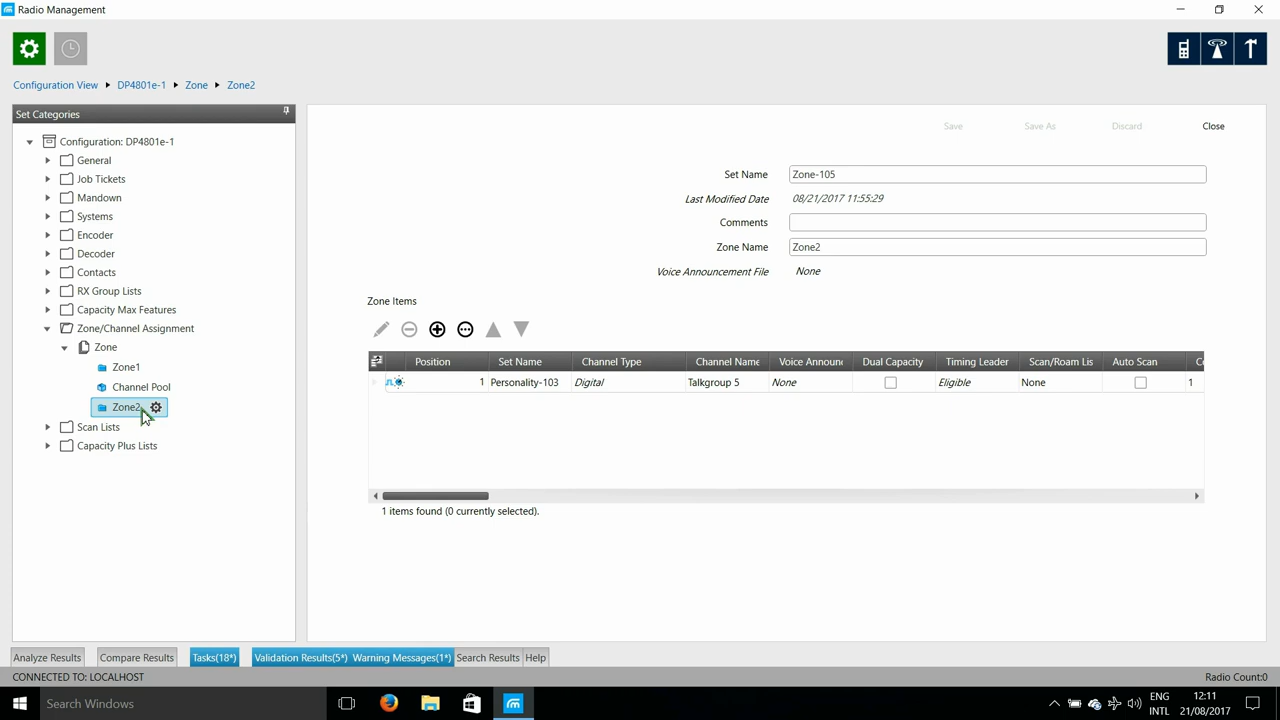 Radio Management
Configuration View DP4801e-1 Zone Zone2
Set Categories
Configuration: DP4801e-1
General
Job Tickets
Mandown
Systems
Encoder
Decoder
Contacts
RX Group Lists
Capacity Max Features
Zone/Channel Assignment
Zone
Zone1
Channel Pool
Zone2
Scan Lists
Capacity Plus Lists
Save Save As Discard Close
Set Name Zone-105
Last Modified Date 08/21/2017 11:55:29
Comments
Zone Name Zone2
Voice Announcement File None
Zone Items
Position Set Name Channel Type Channel Name Voice Announ Dual Capacity Timing Leader Scan/Roam Lis Auto Scan
1 Personality-103 Digital Talkgroup 5 None Eligible None 1
1 items found (0 currently selected).
Analyze Results Compare Results Tasks(18*) Validation Results(5*) Warning Messages(1*) Search Results Help
CONNECTED TO: LOCALHOST Radio Count:0
Search Windows
ENG 12:11
INTL 21/08/2017